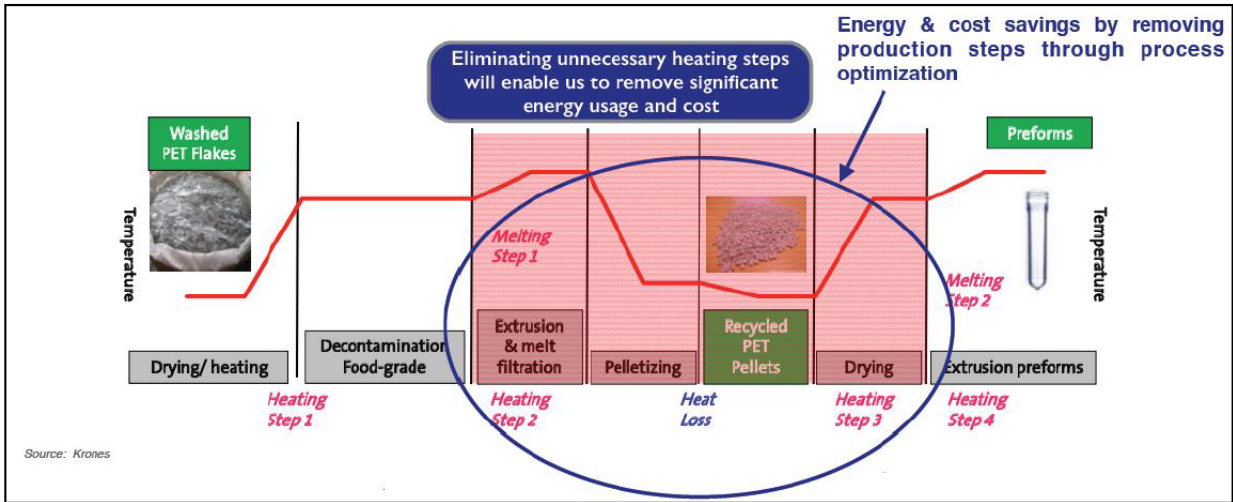 Energy & cost savings by removing
production steps through process
optimization
Eliminating unnecessary heating steps
will enable us to remove significant
energy usage and cost
Washed
PET Flakes
Preforms
Temperature
Temperature
Melting
Step 1
Melting
Step 2
Drying/ heating
Decontamination
Food-grade
Extrusion
& melt
filtration
Pelletizing
Recycled
PET
Pellets
Drying
Extrusion preforms
Heating
Step 1
Heating
Step 2
Heat
Loss
Heating
Step 3
Heating
Step 4
Source: Krones